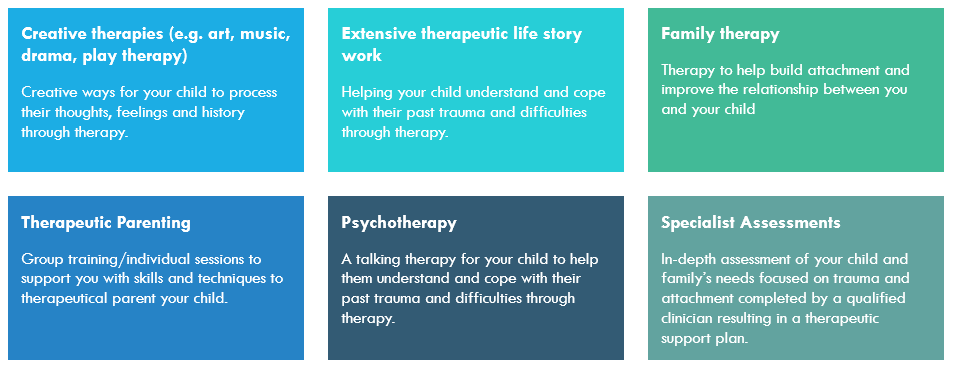 Creative therapies (e.g. art, music,
drama, play therapy)
Creative ways for your child to process
their thoughts, feelings and history
through therapy.
Extensive therapeutic life story
work
Helping your child understand and cope
with their past trauma and difficulties
through therapy.
Family therapy
Therapy to help build attachment and
improve the relationship between you
and your child
Therapeutic Parenting
Group training/individual sessions to
support you with skills and techniques to
therapeutical parent your child.
Psychotherapy
A talking therapy for your child to help
them understand and cope with their
past trauma and difficulties through
therapy.
Specialist Assessments
In-depth assessment of your child and
family's needs focused on trauma and
attachment completed by a qualified
clinician resulting in a therapeutic
support plan.